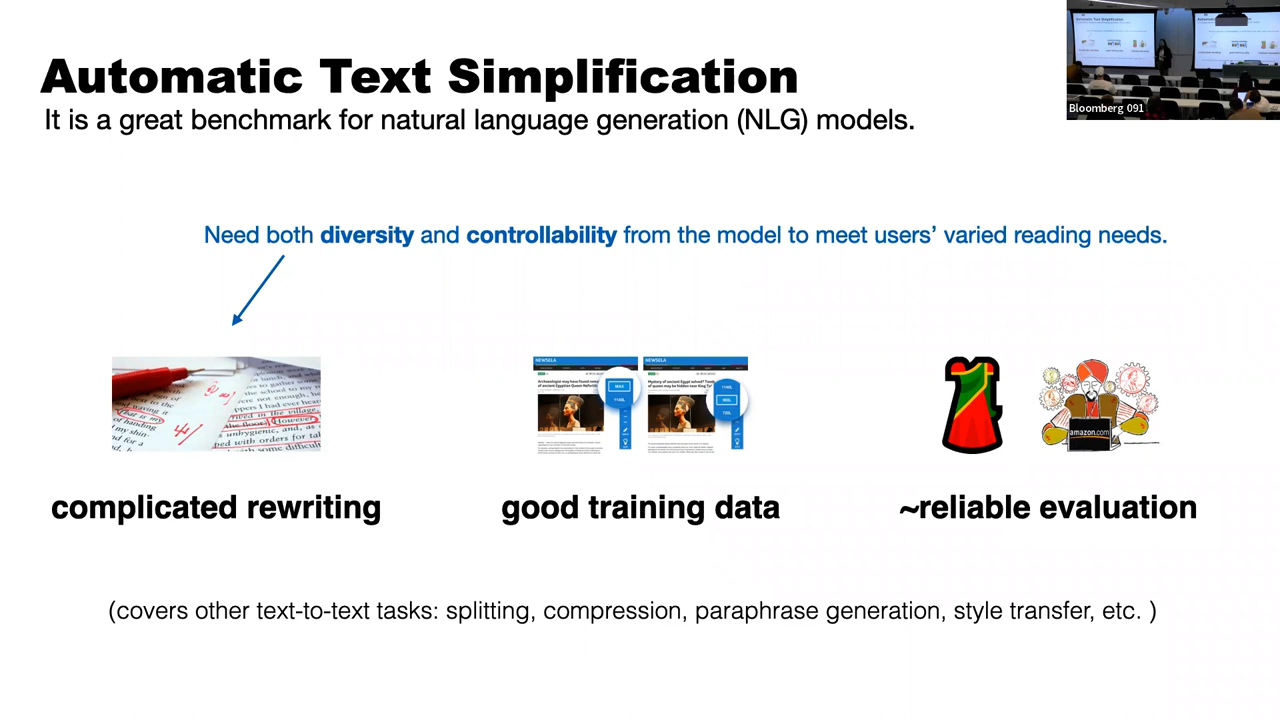 Automatic Text Simplification
It is a great benchmark for natural language generation (NLG) models.
Bloomberg 091
Need both diversity and controllability from the model to meet users’ varied reading needs.
NEWSELA
NEWSELA
MAX
1140L
amazon.com
complicated rewriting
good training data
~reliable evaluation
(covers other text-to-text tasks: splitting, compression, paraphrase generation, style transfer, etc. )